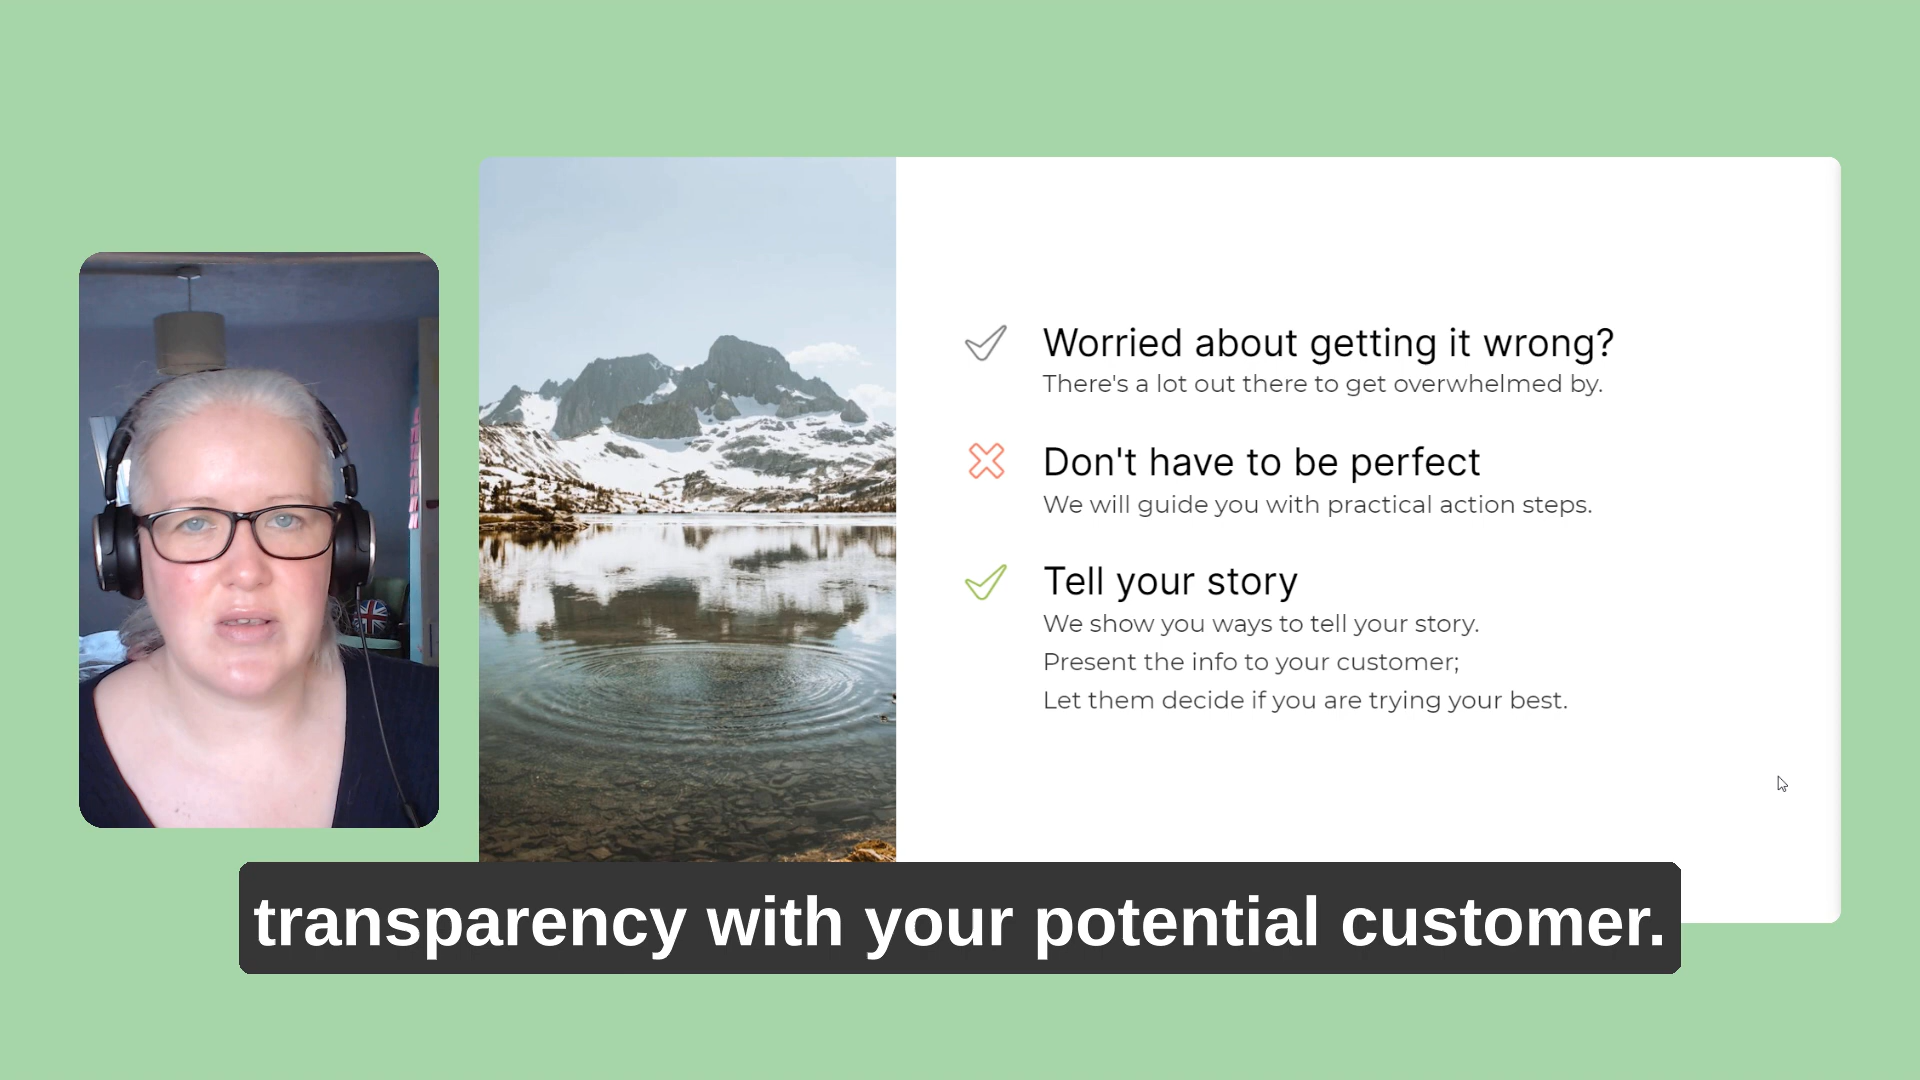 Worried about getting it wrong?
There's a lot out there to get overwhelmed by.
Don't have to be perfect
We will guide you with practical action steps.
Tell your story
We show you ways to tell your story.
Present the info to your customer;
Let them decide if you are trying your best.
transparency with your potential customer.